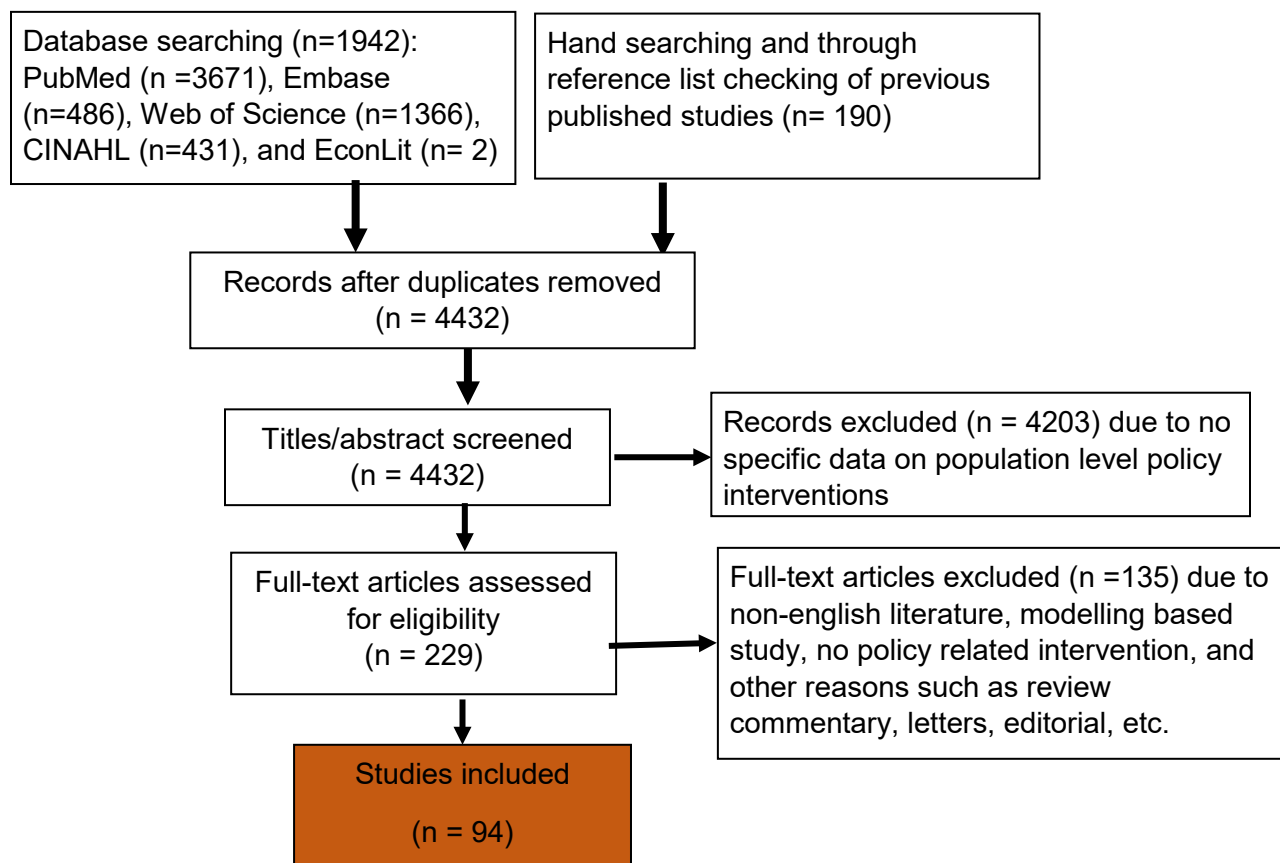 Database searching (n=1942):
PubMed (n =3671), Embase
(n=486), Web of Science (n=1366),
CINAHL (n=431), and EconLit (n= 2)
Hand searching and through
reference list checking of previous
published studies (n= 190)
Records after duplicates removed
(n = 4432)
Titles/abstract screened
(n = 4432)
Records excluded (n = 4203) due to no
specific data on population level policy
interventions
Full-text articles assessed
for eligibility
(n = 229)
Full-text articles excluded (n =135) due to
non-english literature, modelling based
study, no policy related intervention, and
other reasons such as review
commentary, letters, editorial, etc.
Studies included
(n = 94)